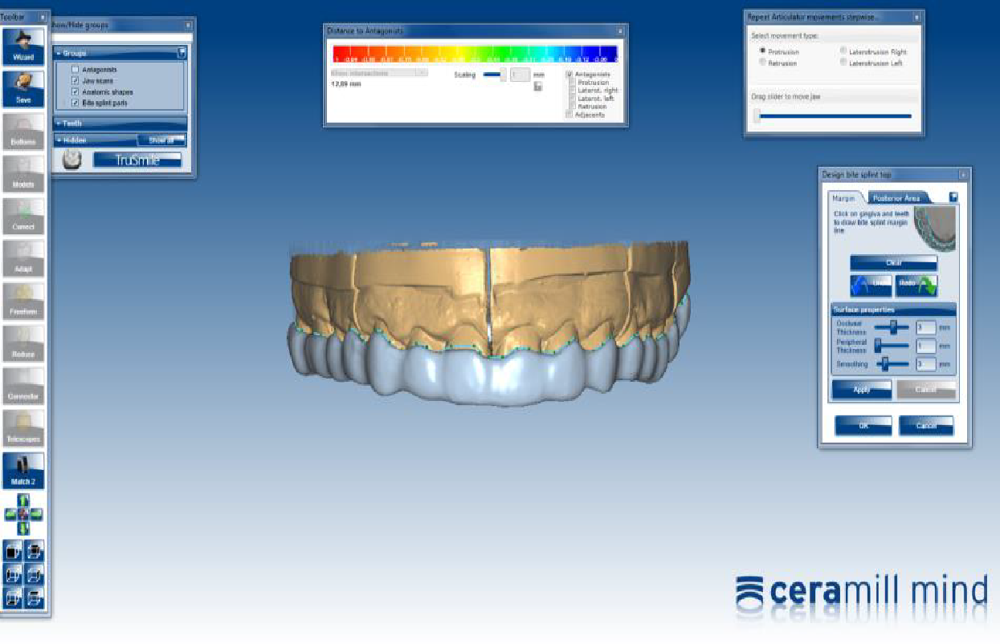 Toolbar
Wizard
Save
Buttons
Models
Correct
Adapt
Freeform
Reduce
Connector
Telescopes
Match 2
Show/Hide groups
Groups
Antagonists
Jaw scans
Anatomic shapes
Bite splint parts
Teeth
Hidden
Show all
TruSmile
Distance to Antagonists
Show intersections
12,89 mm
Scaling
1 mm
Antagonists
Protrusion
Laterot. right
Laterot. left
Retrusion
Adjacents
Repeat Articulator movements stepwise...
Select movement type:
Protrusion
Laterotrusion Right
Retrusion
Laterotrusion Left
Drag slider to move jaw
Design bite splint top
Margin
Posterior Area
Click on gingiva and teeth
to draw bite splint margin
line
Clear
Undo
Redo
Surface properties
Occlusal
Thickness
3 mm
Peripheral
Thickness
1 mm
Smoothing
3 mm
Apply
Cancel
OK
Cancel
ceramill mind